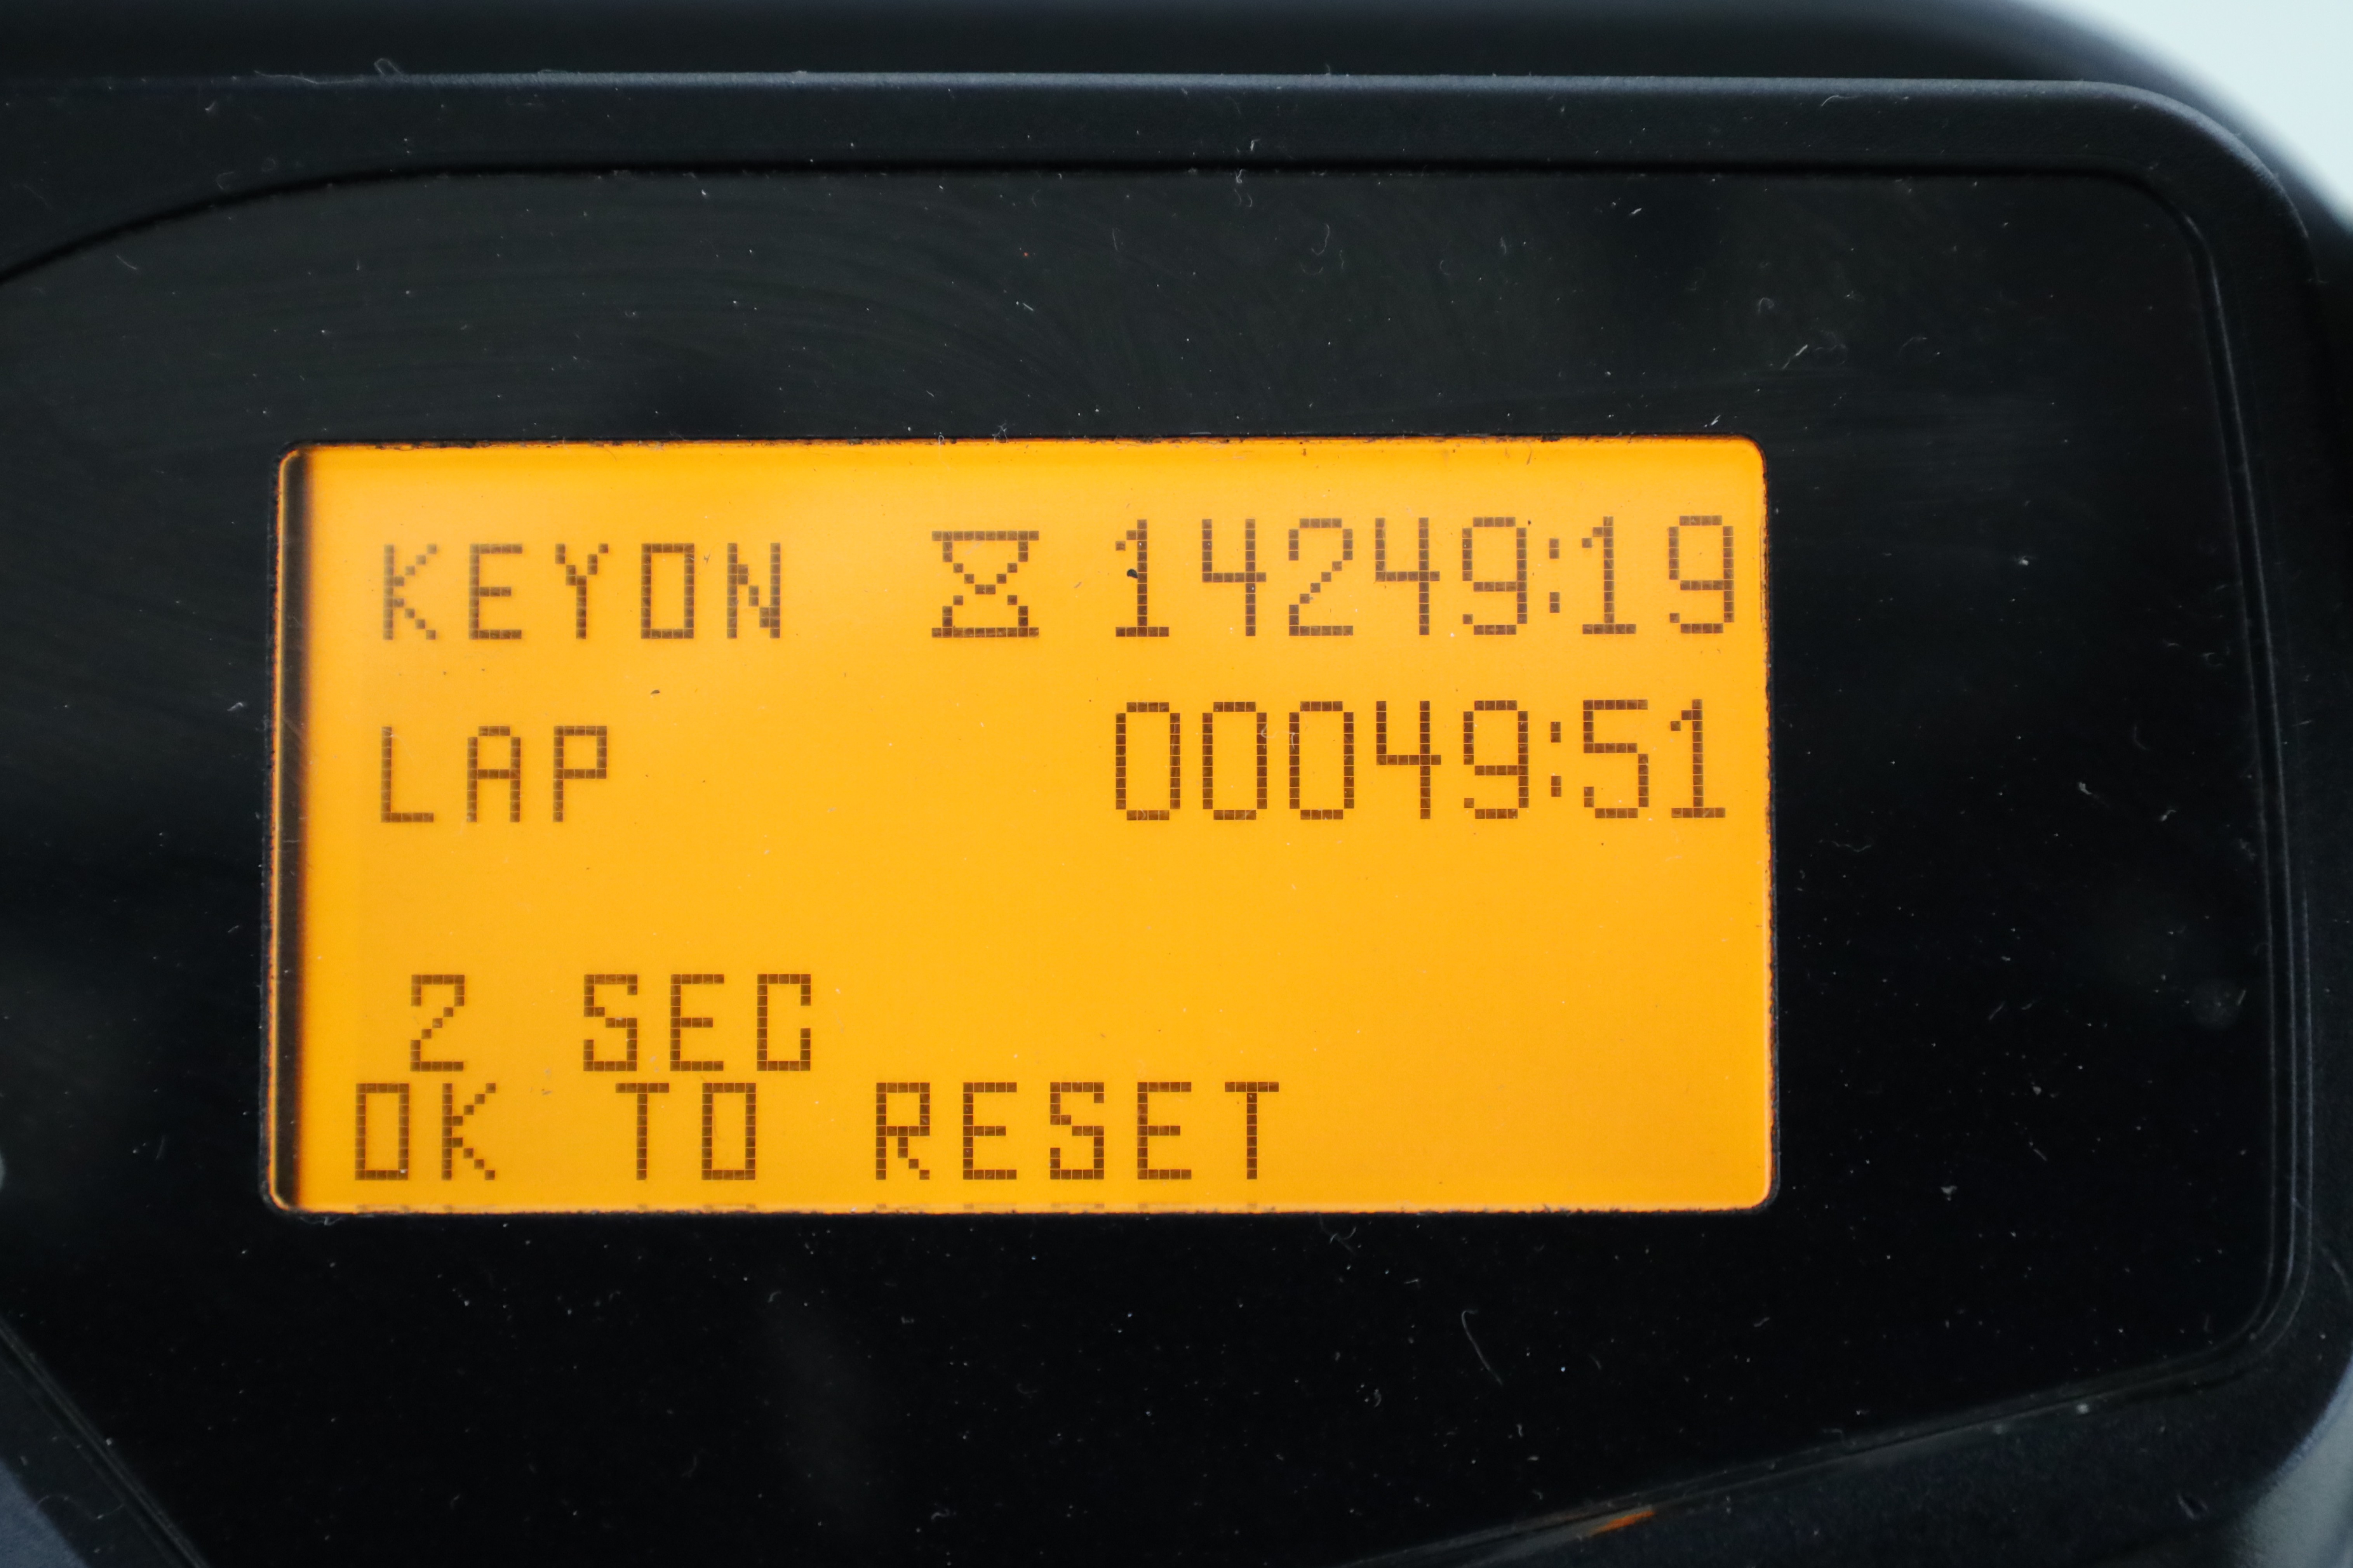 KEYON 14249:19
LAP 00049:51
2 SEC
OK TO RESET